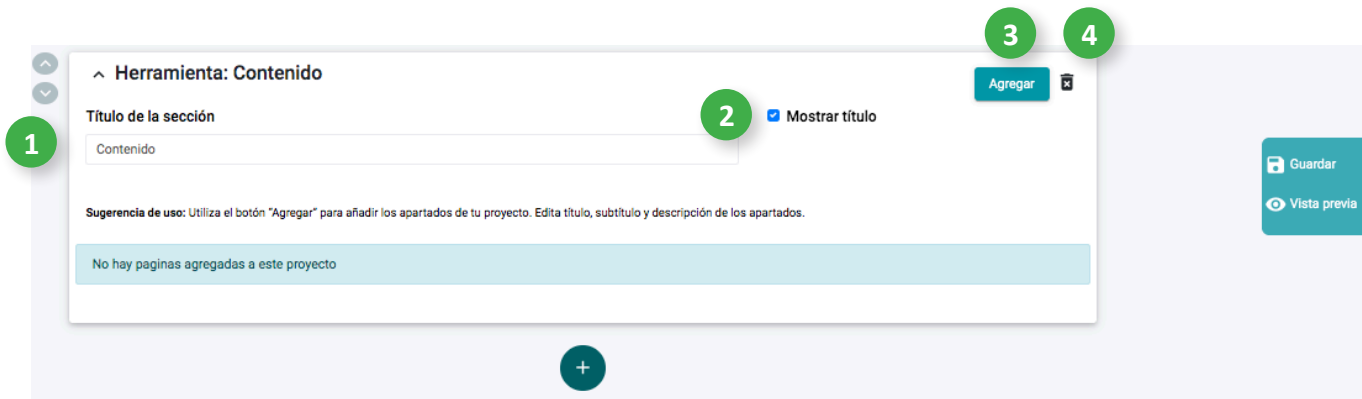 3
4
Herramienta: Contenido
Agregar
Título de la sección
2
Mostrar título
1
Contenido
Guardar
Sugerencia de uso: Utiliza el botón "Agregar" para añadir los apartados de tu proyecto. Edita título, subtítulo y descripción de los apartados.
Vista previa
No hay paginas agregadas a este proyecto
+